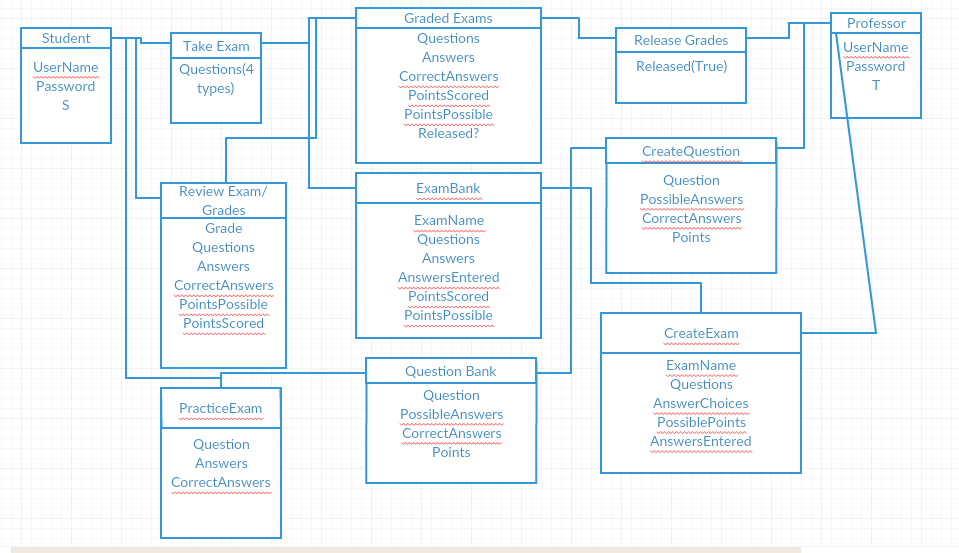 Student
UserName
Password
S
Take Exam
Questions(4
types)
Graded Exams
Questions
Answers
CorrectAnswers
PointsScored
PointsPossible
Released?
Release Grades
Released(True)
Professor
UserName
Password
T
Review Exam/
Grades
Grade
Questions
Answers
CorrectAnswers
PointsPossible
PointsScored
ExamBank
ExamName
Questions
Answers
AnswersEntered
PointsScored
PointsPossible
CreateQuestion
Question
PossibleAnswers
CorrectAnswers
Points
PracticeExam
Question
Answers
CorrectAnswers
Question Bank
Question
PossibleAnswers
CorrectAnswers
Points
CreateExam
ExamName
Questions
AnswerChoices
PossiblePoints
AnswersEntered